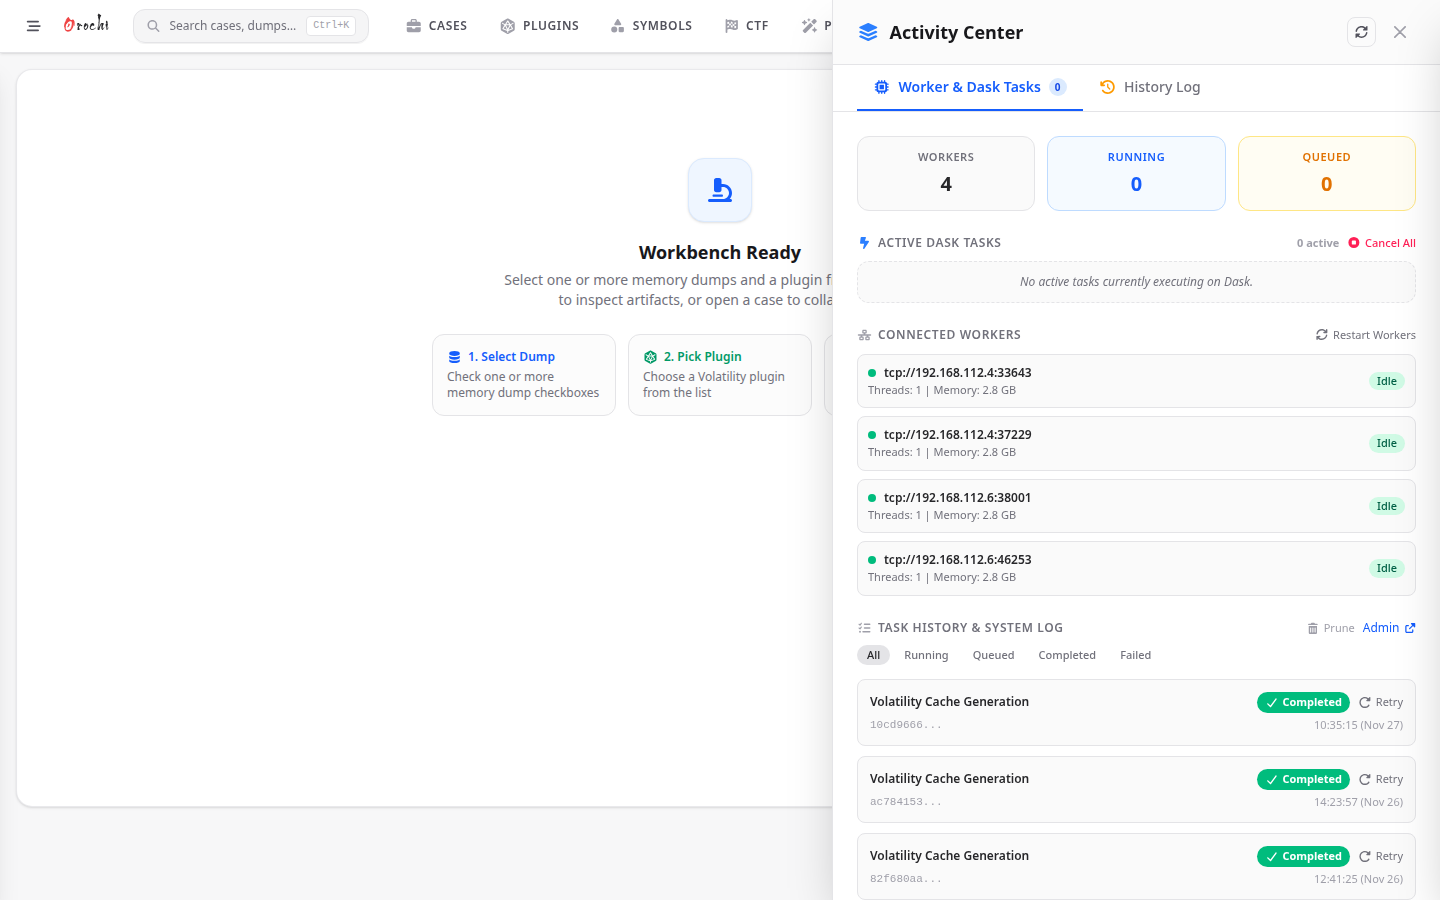 Orochi
Search cases, dumps...
Ctrl+K
CASES
PLUGINS
SYMBOLS
CTF
P
Workbench Ready
Select one or more memory dumps and a plugin f
to inspect artifacts, or open a case to colla
1. Select Dump
Check one or more
memory dump checkboxes
2. Pick Plugin
Choose a Volatility plugin
from the list
Activity Center
Worker & Dask Tasks 0
History Log
WORKERS
4
RUNNING
0
QUEUED
0
ACTIVE DASK TASKS
0 active
Cancel All
No active tasks currently executing on Dask.
CONNECTED WORKERS
Restart Workers
tcp://192.168.112.4:33643
Threads: 1 | Memory: 2.8 GB
Idle
tcp://192.168.112.4:37229
Threads: 1 | Memory: 2.8 GB
Idle
tcp://192.168.112.6:38001
Threads: 1 | Memory: 2.8 GB
Idle
tcp://192.168.112.6:46253
Threads: 1 | Memory: 2.8 GB
Idle
TASK HISTORY & SYSTEM LOG
Prune
Admin
All
Running
Queued
Completed
Failed
Volatility Cache Generation
Completed
Retry
10cd9666...
10:35:15 (Nov 27)
Volatility Cache Generation
Completed
Retry
ac784153...
14:23:57 (Nov 26)
Volatility Cache Generation
Completed
Retry
82f680aa...
12:41:25 (Nov 26)